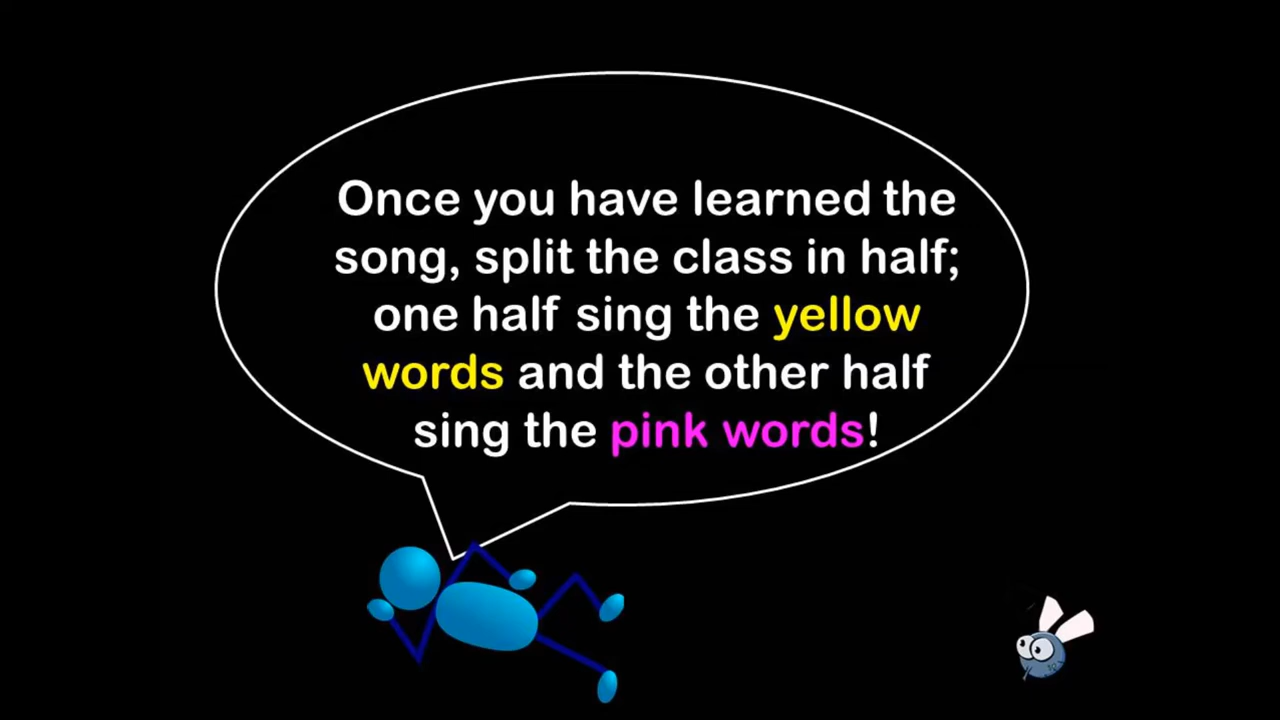 Once you have learned the
song, split the class in half;
one half sing the yellow
words and the other half
sing the pink words!